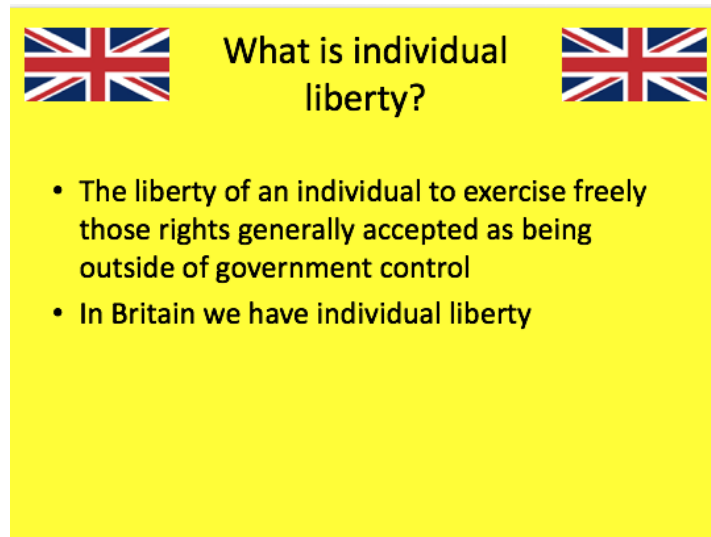 What is individual
liberty?
• The liberty of an individual to exercise freely
those rights generally accepted as being
outside of government control
• In Britain we have individual liberty